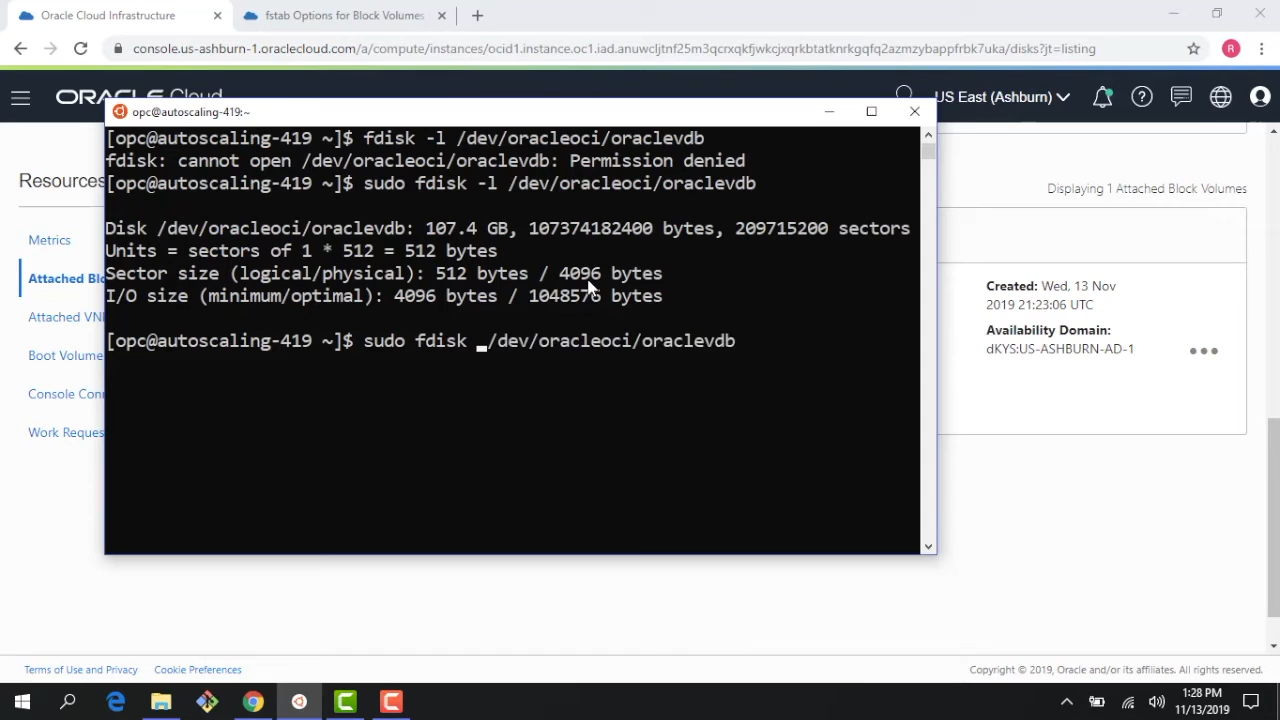 Oracle Cloud Infrastructure
fstab Options for Block Volumes
console.us-ashburn-1.oraclecloud.com/a/compute/instances/ocid1.instance.oc1.iad.anuwcljtnf25m3qcrxqkfjwkcjxqrkbtatknrkgqfq2azmzybappfrbk7uka/disks?jt=listing
R
ORACLE Cloud
US East (Ashburn)
opc@autoscaling-419:~
[opc@autoscaling-419 ~]$ fdisk -l /dev/oracleoci/oraclevdb
fdisk: cannot open /dev/oracleoci/oraclevdb: Permission denied
[opc@autoscaling-419 ~]$ sudo fdisk -l /dev/oracleoci/oraclevdb
Disk /dev/oracleoci/oraclevdb: 107.4 GB, 107374182400 bytes, 209715200 sectors
Units = sectors of 1 * 512 = 512 bytes
Sector size (logical/physical): 512 bytes / 4096 bytes
I/O size (minimum/optimal): 4096 bytes / 1048576 bytes
[opc@autoscaling-419 ~]$ sudo fdisk /dev/oracleoci/oraclevdb
Resources
Metrics
Attached Blo
Attached VNI
Boot Volume
Console Con
Work Reques
Displaying 1 Attached Block Volumes
Created: Wed, 13 Nov
2019 21:23:06 UTC
Availability Domain:
dKYS:US-ASHBURN-AD-1
Terms of Use and Privacy
Cookie Preferences
Copyright © 2019, Oracle and/or its affiliates. All rights reserved.
1:28 PM
11/13/2019